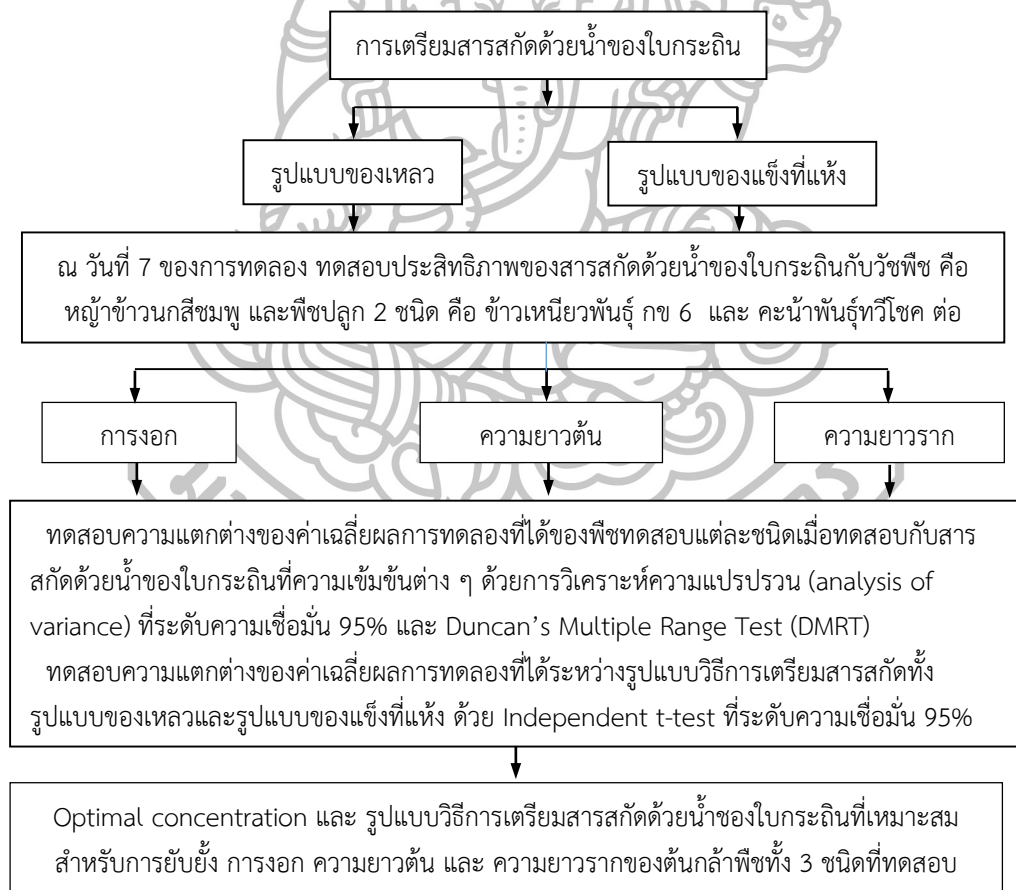 การเตรียมสารสกัดด้วยน้ำของใบกระถิน
รูปแบบของเหลว
รูปแบบของแข็งที่แห้ง
ณ วันที่ 7 ของการทดลอง ทดสอบประสิทธิภาพของสารสกัดด้วยน้ำของใบกระถินกับวัชพืช คือ
หญ้าข้าวนกสีชมพู และพืชปลูก 2 ชนิด คือ ข้าวเหนียวพันธุ์ กข 6 และ คะน้าพันธุ์ทวีโชค ต่อ
การงอก
ความยาวต้น
ความยาวราก
ทดสอบความแตกต่างของค่าเฉลี่ยผลการทดลองที่ได้ของพืชทดสอบแต่ละชนิดเมื่อทดสอบกับสาร
สกัดด้วยน้ำของใบกระถินที่ความเข้มข้นต่าง ๆ ด้วยการวิเคราะห์ความแปรปรวน (analysis of
variance) ที่ระดับความเชื่อมั่น 95% และ Duncan's Multiple Range Test (DMRT)
ทดสอบความแตกต่างของค่าเฉลี่ยผลการทดลองที่ได้ระหว่างรูปแบบวิธีการเตรียมสารสกัดทั้ง
รูปแบบของเหลวและรูปแบบของแข็งที่แห้ง ด้วย Independent t-test ที่ระดับความเชื่อมั่น 95%
Optimal concentration และ รูปแบบวิธีการเตรียมสารสกัดด้วยน้ำชองใบกระถินที่เหมาะสม
สำหรับการยับยั้ง การงอก ความยาวต้น และ ความยาวรากของต้นกล้าพืชทั้ง 3 ชนิดที่ทดสอบ